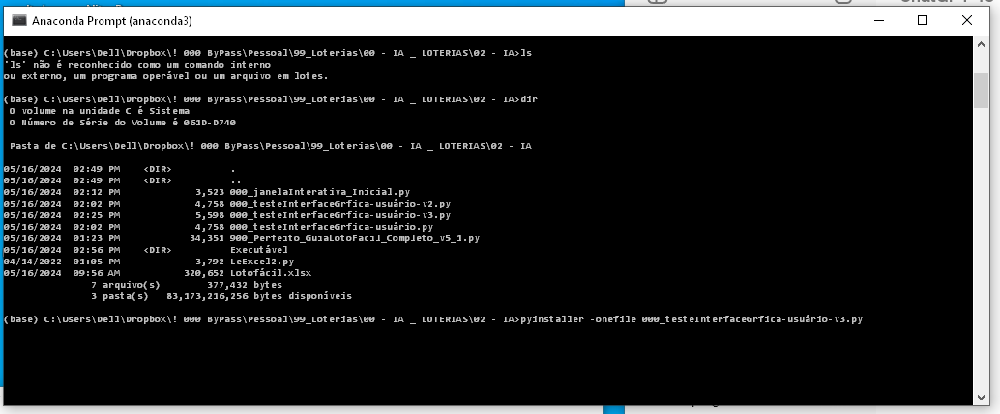 Anaconda Prompt (anaconda3)
(base) C:\Users\Dell\Dropbox\! 000 ByPass\Pessoal\99_Loterias\00 - IA _ LOTERIAS\02 - IA>ls
'ls' não é reconhecido como um comando interno
ou externo, um programa operável ou um arquivo em lotes.
(base) C:\Users\Dell\Dropbox\! 000 ByPass\Pessoal\99_Loterias\00 - IA _ LOTERIAS\02 - IA>dir
O volume na unidade C é Sistema
O Número de Série do Volume é 061D-D740
Pasta de C:\Users\Dell\Dropbox\! 000 ByPass\Pessoal\99_Loterias\00 - IA _ LOTERIAS\02 - IA
05/16/2024 02:49 PM <DIR> .
05/16/2024 02:49 PM <DIR> ..
05/16/2024 02:12 PM 3,523 000_janelaInterativa_Inicial.py
05/16/2024 02:02 PM 4,758 000_testeInterfaceGrfica-usuário-v2.py
05/16/2024 02:25 PM 5,598 000_testeInterfaceGrfica-usuário-v3.py
05/16/2024 02:02 PM 4,758 000_testeInterfaceGrfica-usuário.py
05/16/2024 01:23 PM 34,351 900_Perfeito_GuiaLotoFacil_Completo_v5_1.py
05/16/2024 02:56 PM <DIR> Executável
04/14/2022 01:05 PM 3,792 LeExcel2.py
05/16/2024 09:56 AM 320,652 Lotofácil.xlsx
7 arquivo(s) 377,432 bytes
3 pasta(s) 83,173,216,256 bytes disponíveis
(base) C:\Users\Dell\Dropbox\! 000 ByPass\Pessoal\99_Loterias\00 - IA _ LOTERIAS\02 - IA>pyinstaller -onefile 000_testeInterfaceGrfica-usuário-v3.py